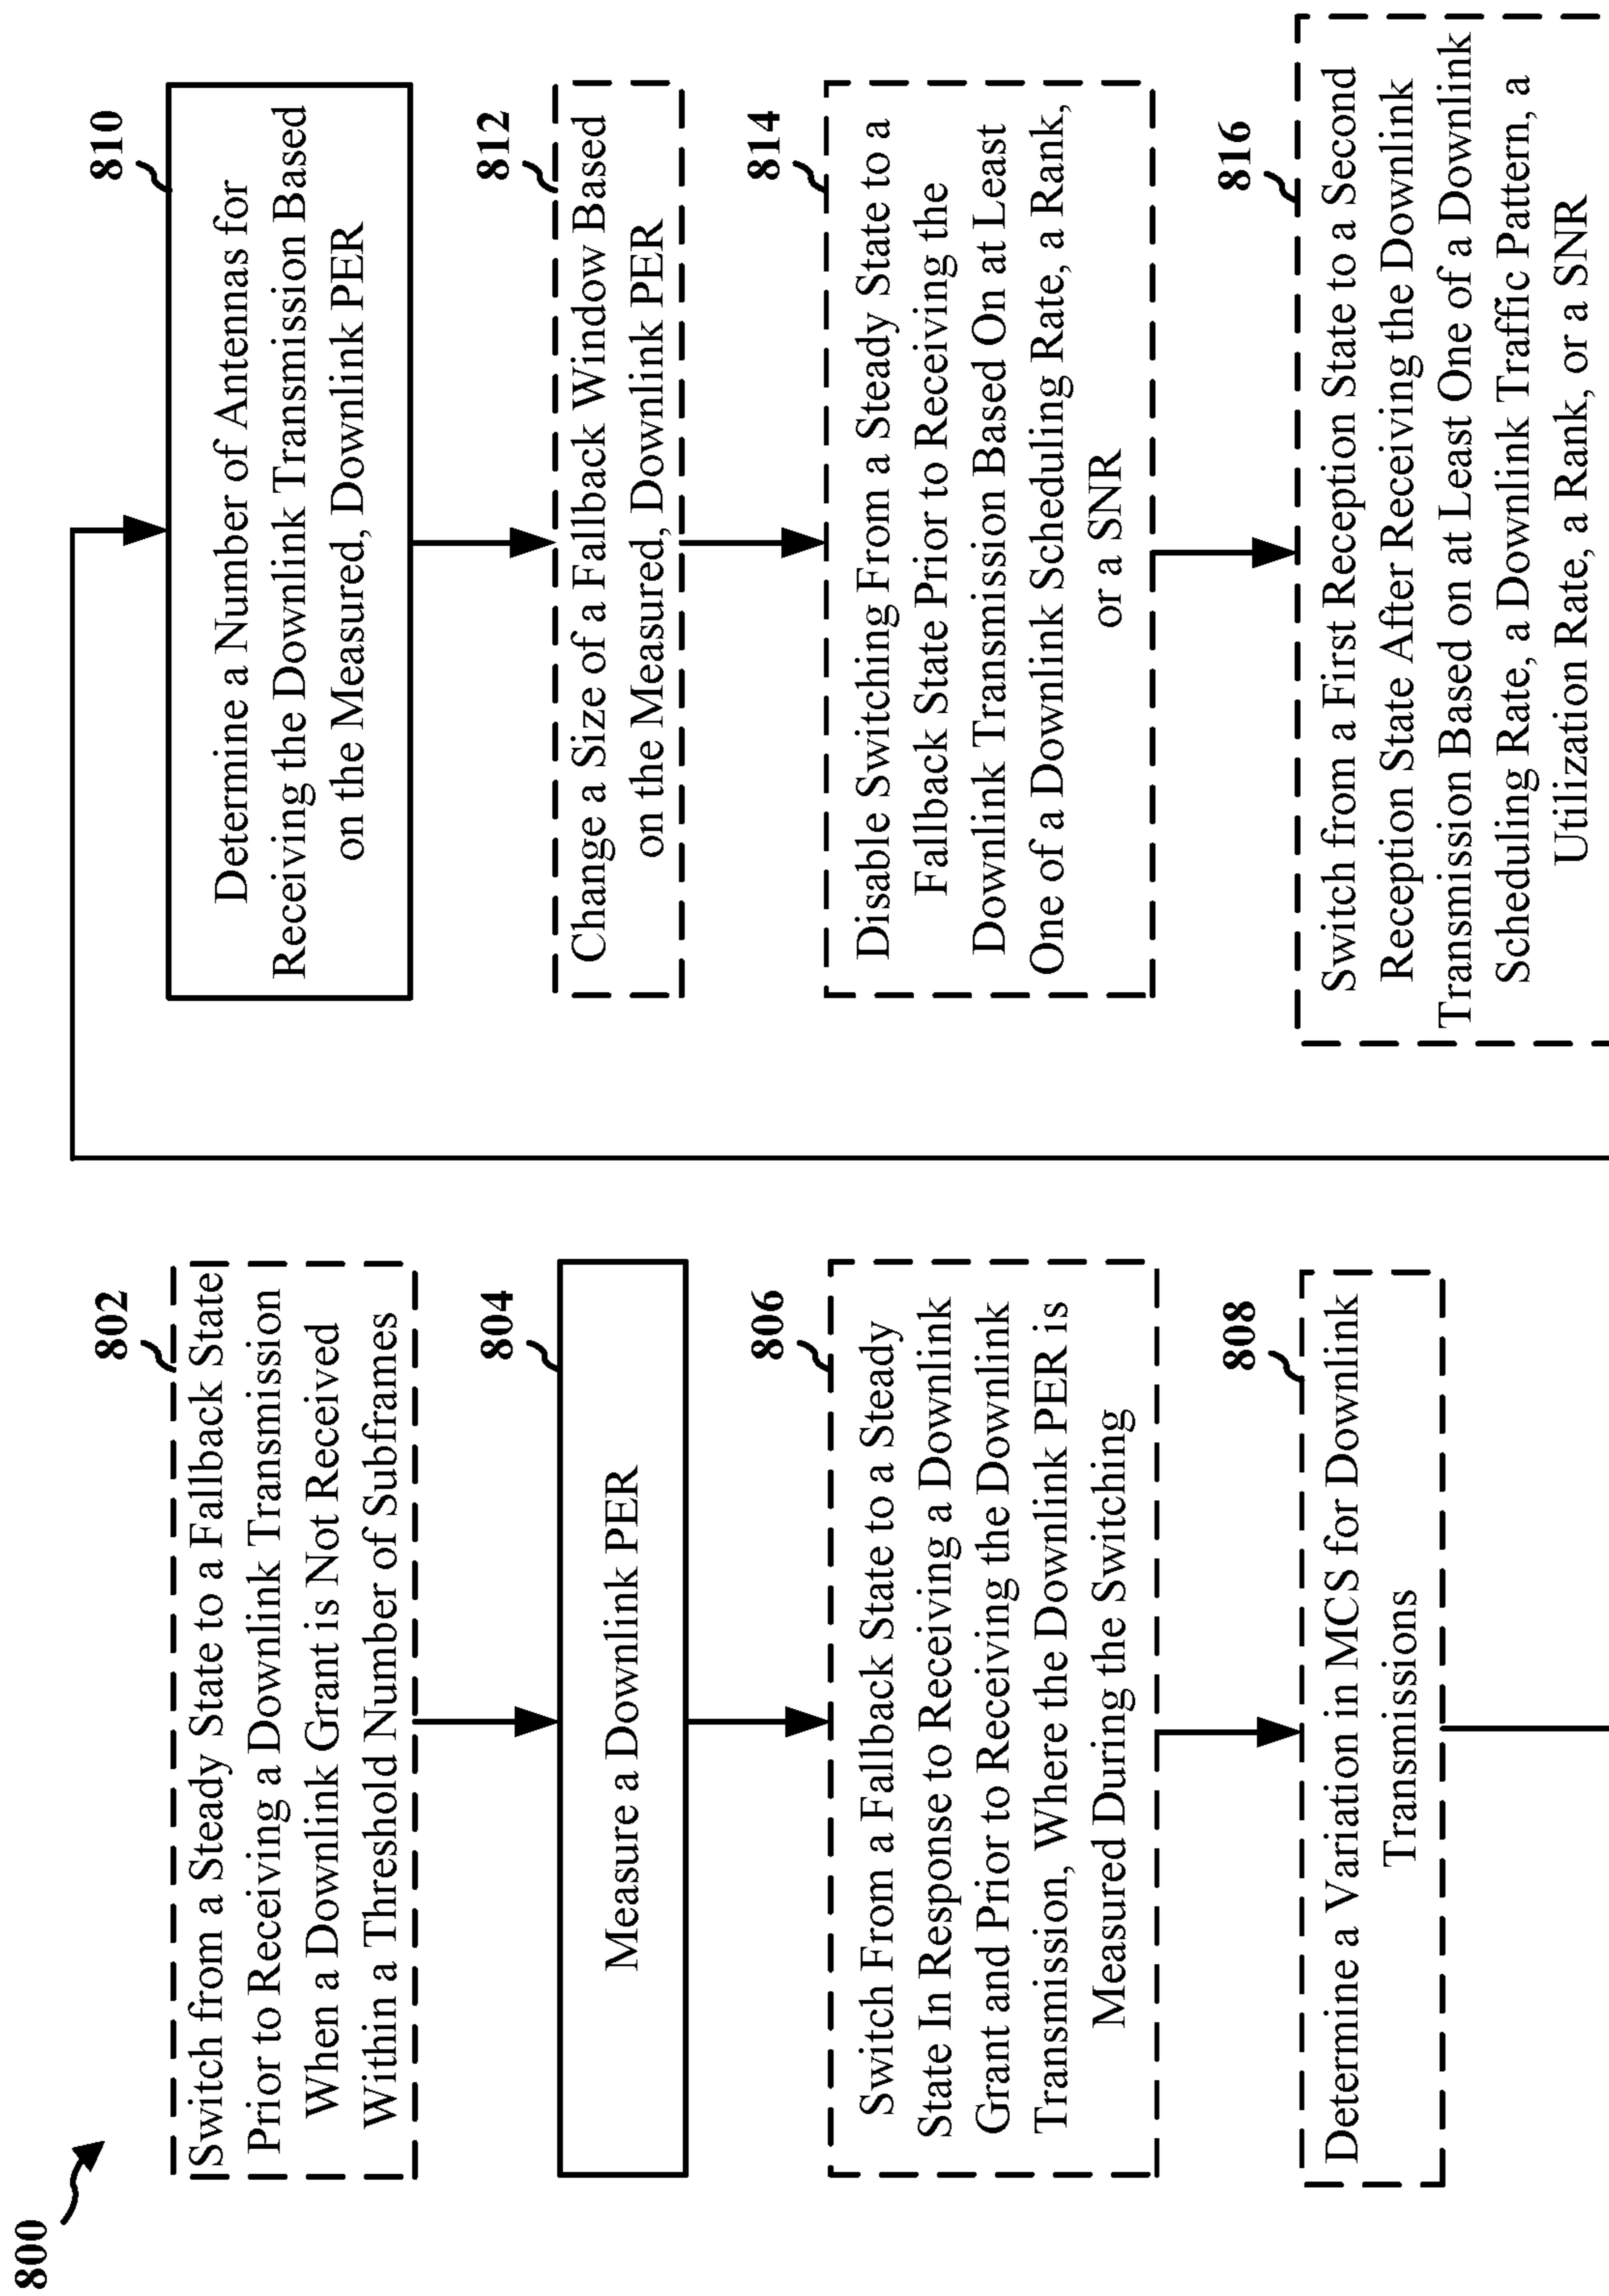 800
802
Switch from a Steady State to a Fallback State
Prior to Receiving a Downlink Transmission
When a Downlink Grant is Not Received
Within a Threshold Number of Subframes
804
Measure a Downlink PER
806
Switch From a Fallback State to a Steady
State In Response to Receiving a Downlink
Grant and Prior to Receiving the Downlink
Transmission, Where the Downlink PER is
Measured During the Switching
808
Determine a Variation in MCS for Downlink
Transmissions
810
Determine a Number of Antennas for
Receiving the Downlink Transmission Based
on the Measured, Downlink PER
812
Change a Size of a Fallback Window Based
on the Measured, Downlink PER
814
Disable Switching From a Steady State to a
Fallback State Prior to Receiving the
Downlink Transmission Based On at Least
One of a Downlink Scheduling Rate, a Rank,
or a SNR
816
Switch from a First Reception State to a Second
Reception State After Receiving the Downlink
Transmission Based on at Least One of a Downlink
Scheduling Rate, a Downlink Traffic Pattern, a
Utilization Rate, a Rank, or a SNR